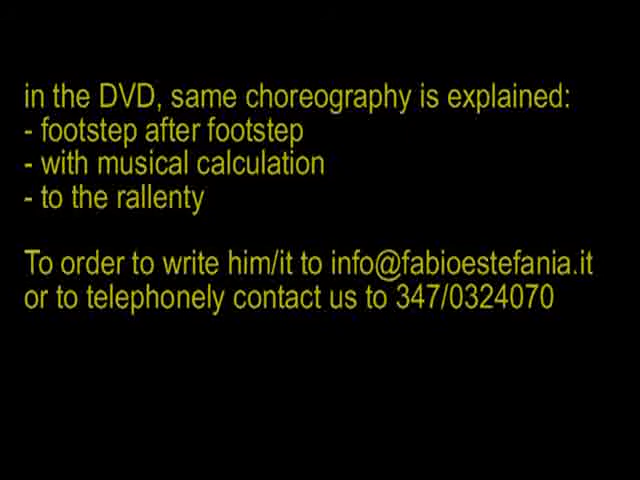 in the DVD, same choreography is explained:
- footstep after footstep
- with musical calculation
- to the rallenty
To order to write him/it to info@fabioestefania.it
or to telephonely contact us to 347/0324070